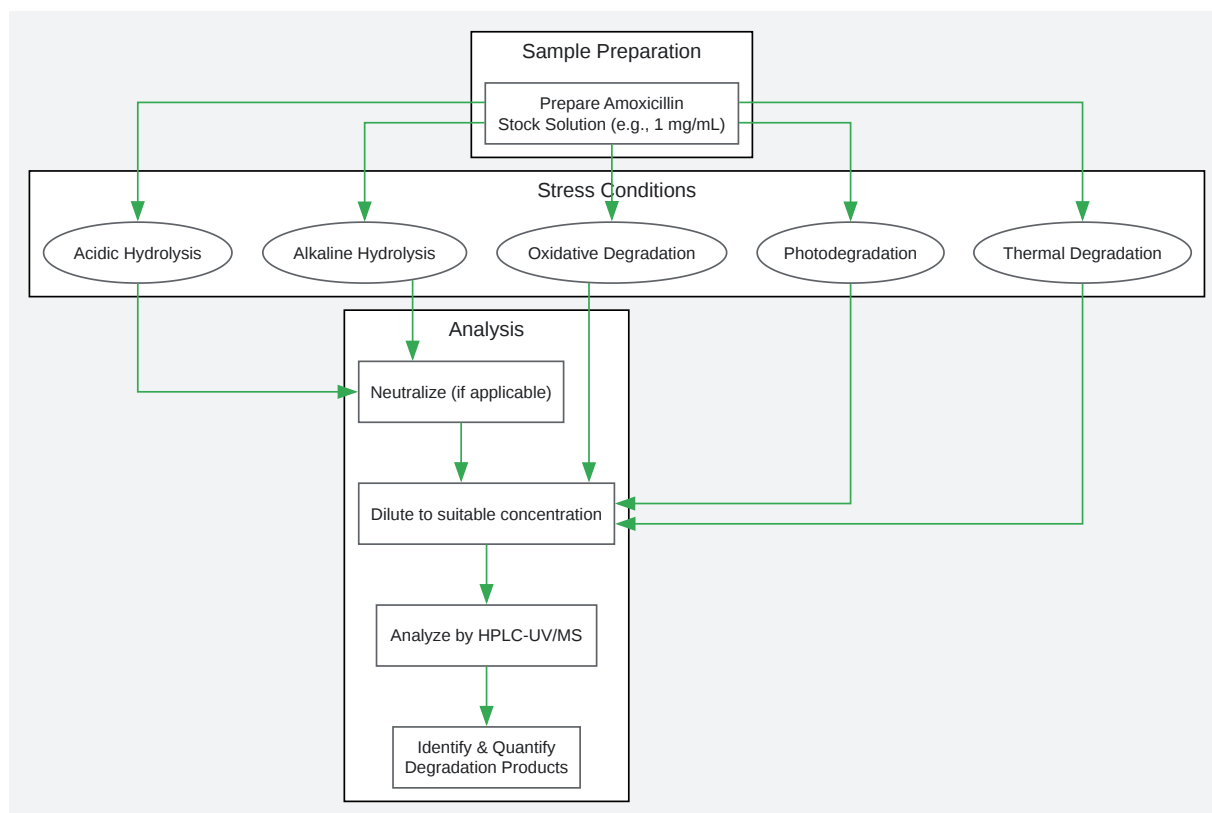 Sample Preparation
Prepare Amoxicillin
Stock Solution (e.g., 1 mg/mL)
Stress Conditions
Acidic Hydrolysis
Alkaline Hydrolysis
Oxidative Degradation
Photodegradation
Thermal Degradation
Analysis
Neutralize (if applicable)
Dilute to suitable concentration
Analyze by HPLC-UV/MS
Identify & Quantify
Degradation Products